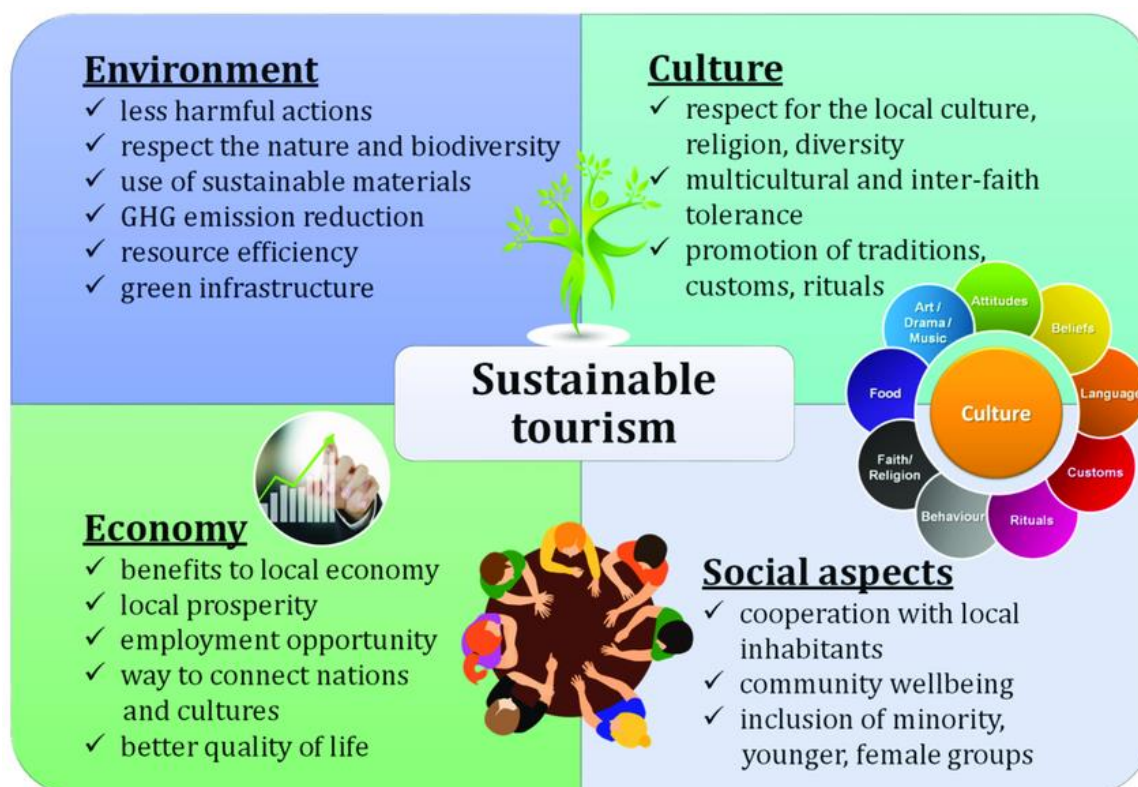 Environment
✓ less harmful actions
✓ respect the nature and biodiversity
✓ use of sustainable materials
✓ GHG emission reduction
✓ resource efficiency
✓ green infrastructure
Culture
✓ respect for the local culture,
religion, diversity
✓ multicultural and inter-faith
tolerance
✓ promotion of traditions,
customs, rituals
Attitudes
Beliefs
Language
Customs
Rituals
Behaviour
Faith/
Religion
Food
Art /
Drama /
Music
Culture
Sustainable
tourism
Economy
✓ benefits to local economy
✓ local prosperity
✓ employment opportunity
✓ way to connect nations
and cultures
✓ better quality of life
Social aspects
✓ cooperation with local
inhabitants
✓ community wellbeing
✓ inclusion of minority,
younger, female groups